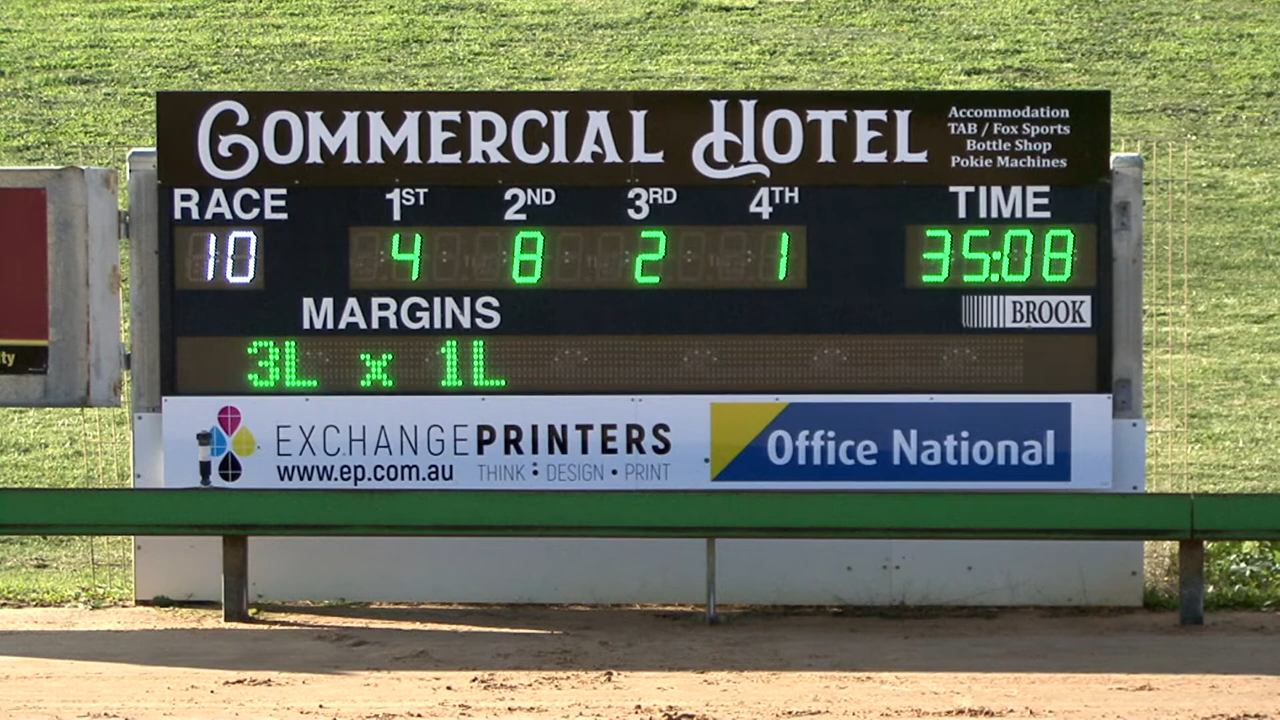 COMMERCIAL HOTEL
Accommodation
TAB / Fox Sports
Bottle Shop
Pokie Machines
RACE 1ST 2ND 3RD 4TH TIME
10 4 8 2 1 35:08
MARGINS
BROOK
3L x 1L
ty
EXCHANGEPRINTERS
www.ep.com.au THINK : DESIGN • PRINT
Office National